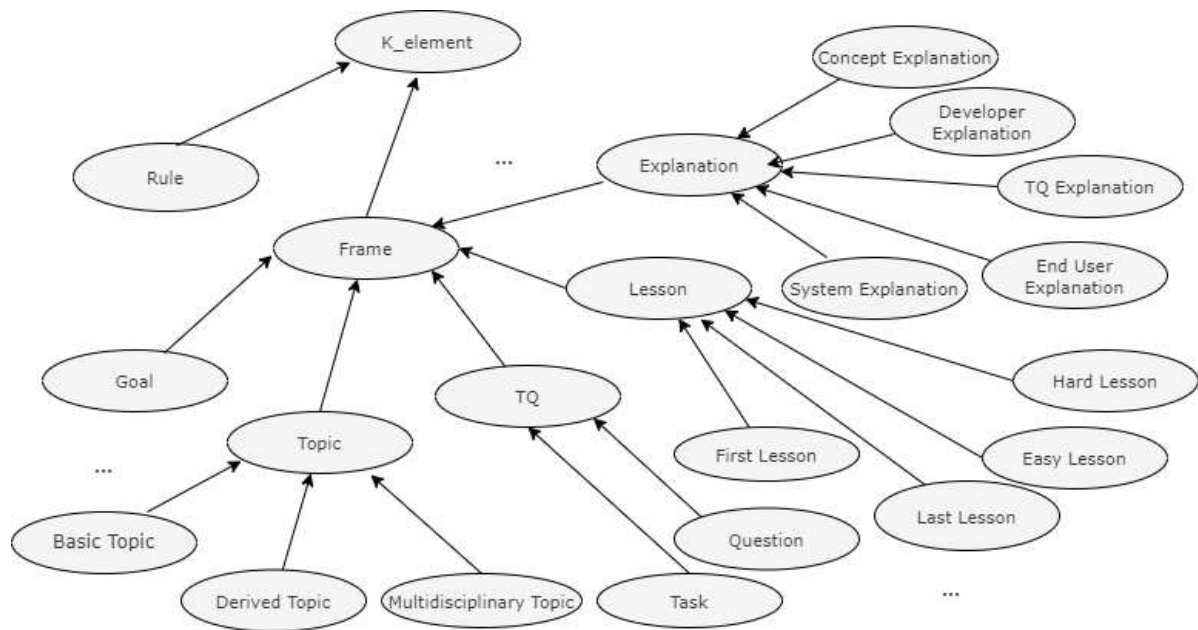 K_element
Concept Explanation
Developer
Explanation
Rule
...
Explanation
TQ Explanation
Frame
End User
Explanation
Lesson
System Explanation
Goal
TQ
Hard Lesson
Topic
First Lesson
Easy Lesson
...
Basic Topic
Question
Last Lesson
Derived Topic
Multidisciplinary Topic
Task
...